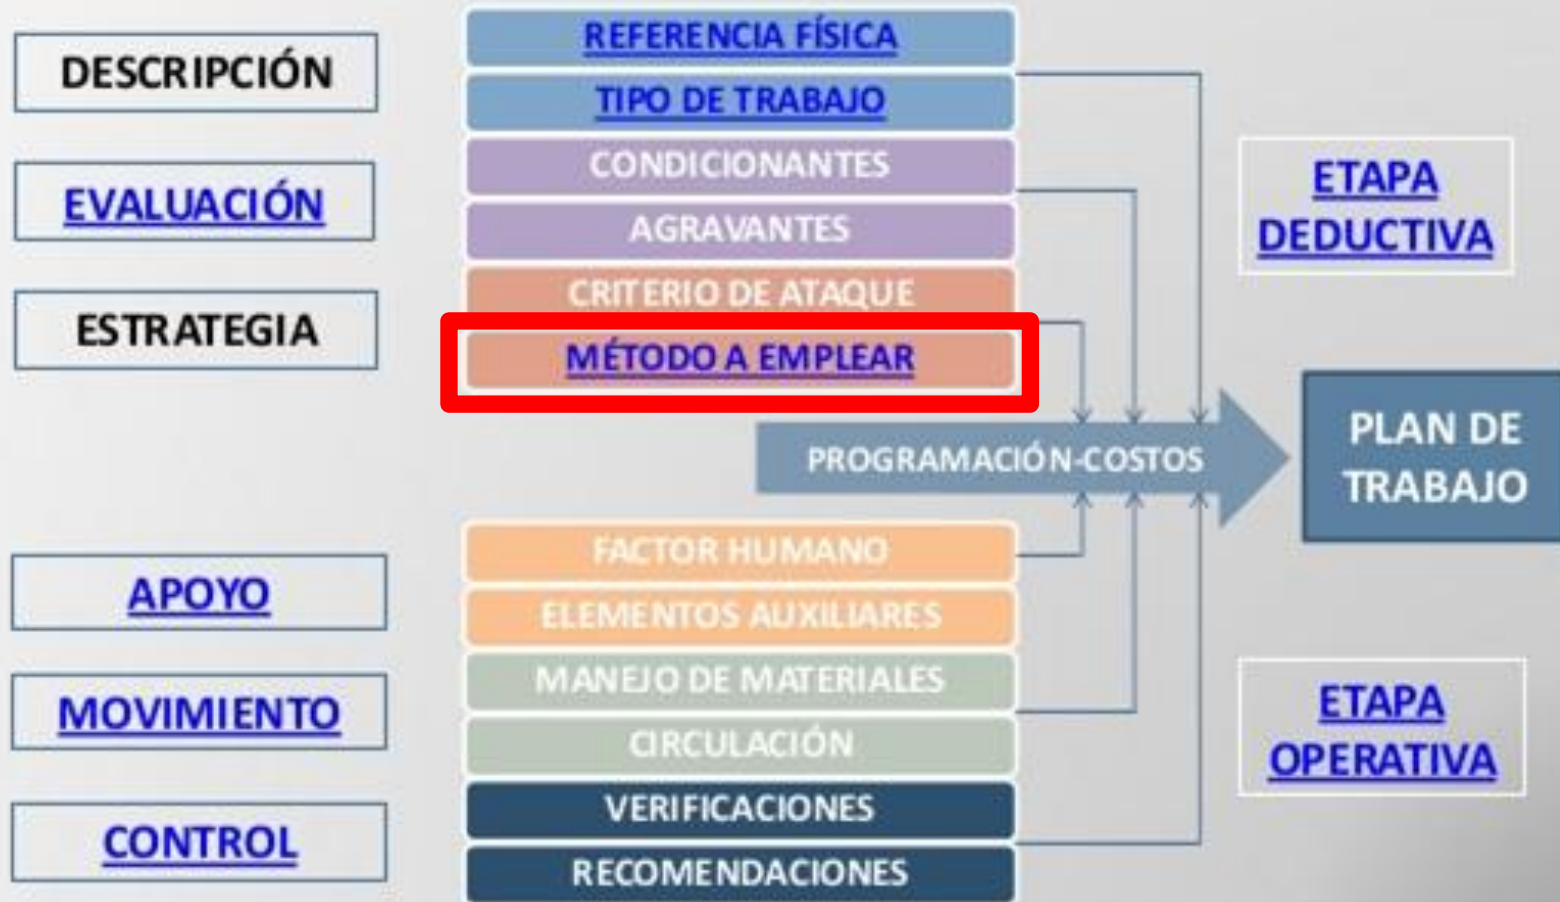 DESCRIPCIÓN
REFERENCIA FÍSICA
TIPO DE TRABAJO
EVALUACIÓN
CONDICIONANTES
AGRAVANTES
ESTRATEGIA
CRITERIO DE ATAQUE
MÉTODO A EMPLEAR
ETAPA
DEDUCTIVA
PROGRAMACIÓN-COSTOS
PLAN DE
TRABAJO
APOYO
FACTOR HUMANO
ELEMENTOS AUXILIARES
MOVIMIENTO
MANEJO DE MATERIALES
CIRCULACIÓN
CONTROL
VERIFICACIONES
RECOMENDACIONES
ETAPA
OPERATIVA